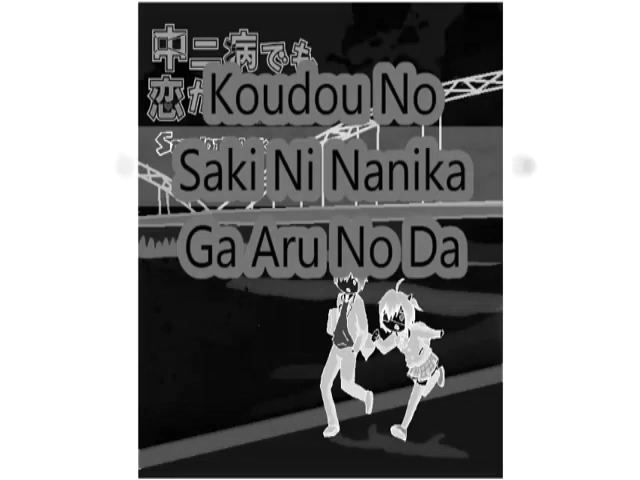 中二病でも
恋が
Koudou No
Saki Ni Nanika
Ga Aru No Da